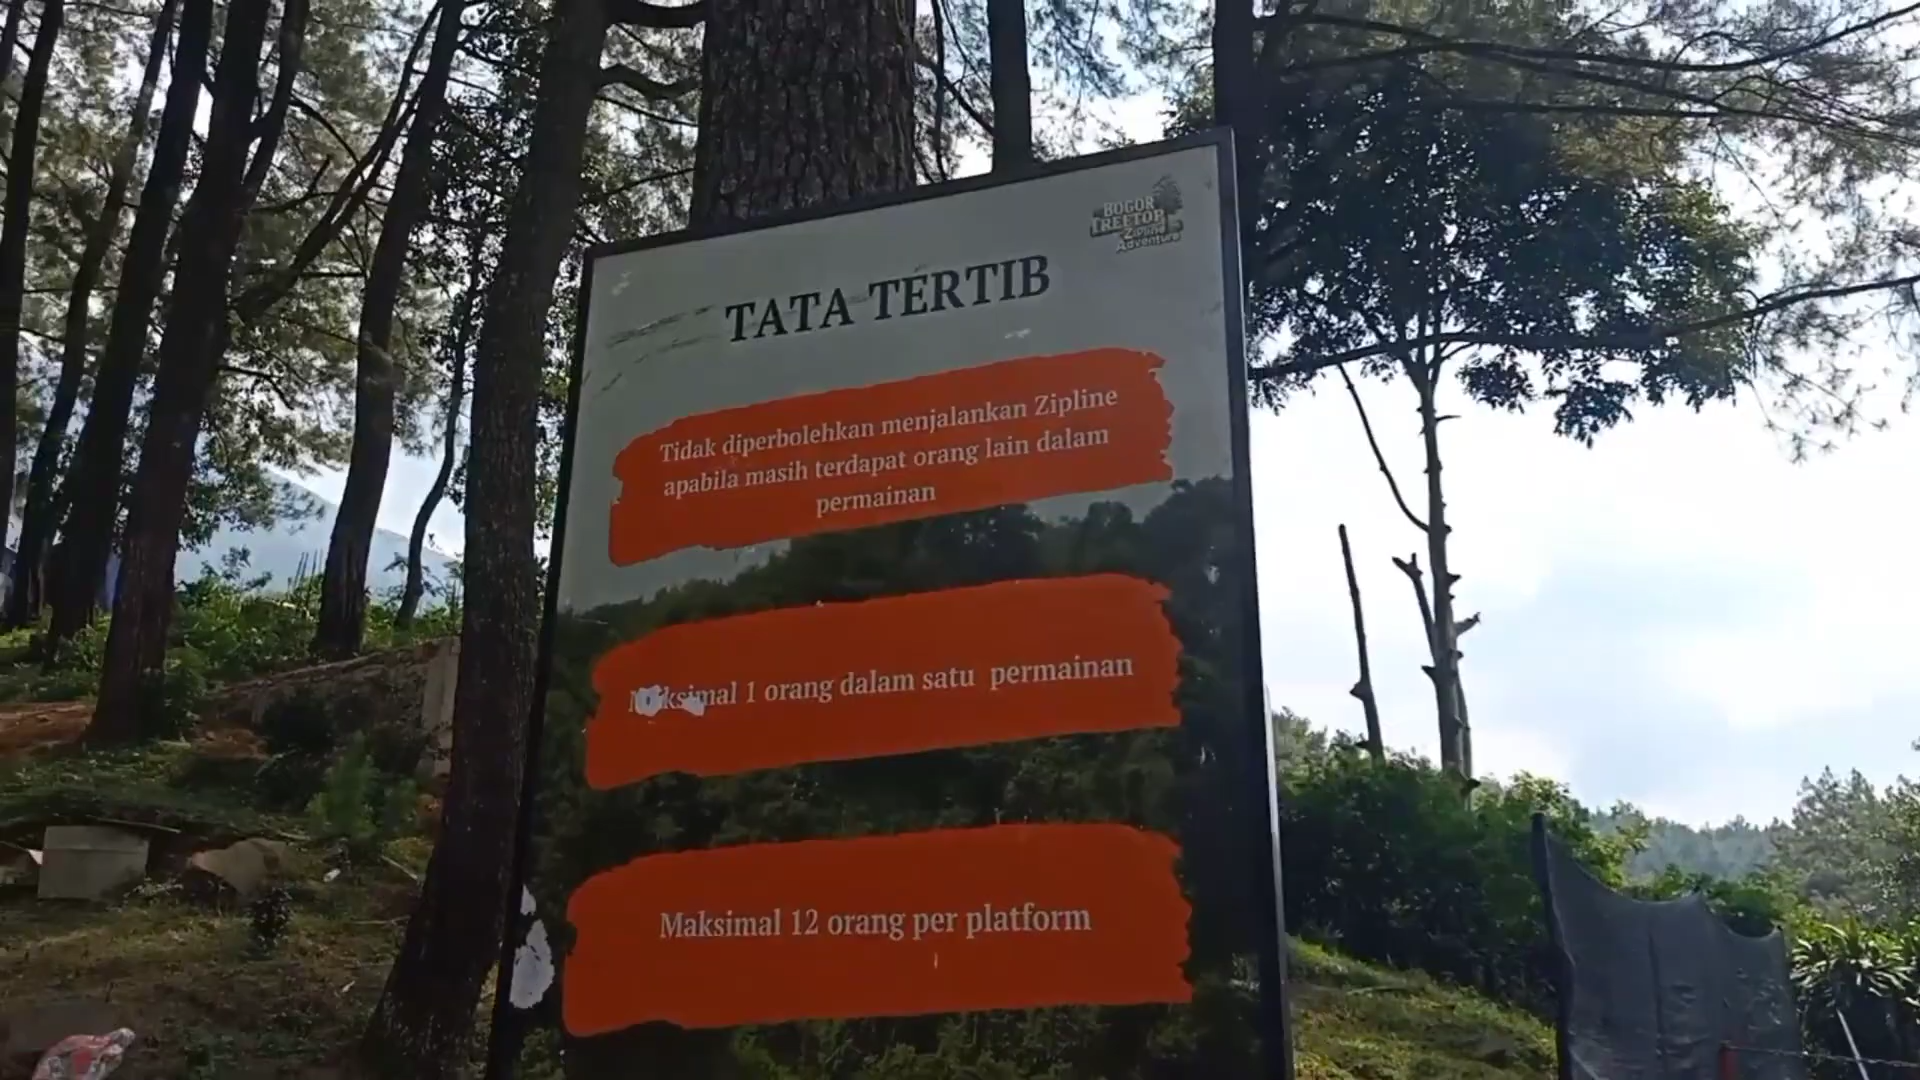 BOGOR
TREETOP
Zipline
Adventure
TATA TERTIB
Tidak diperbolehkan menjalankan Zipline
apabila masih terdapat orang lain dalam
permainan
Maksimal 1 orang dalam satu permainan
Maksimal 12 orang per platform